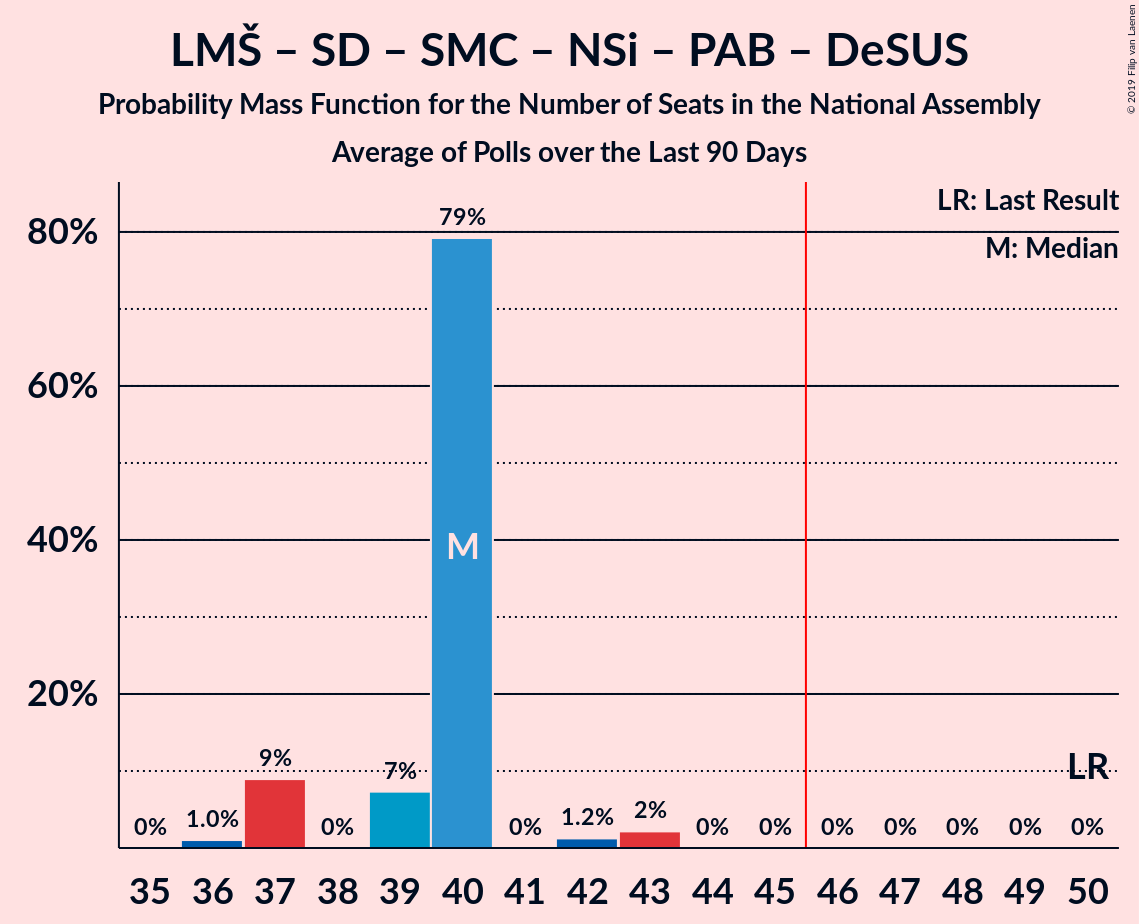 LMŠ – SD – SMC – NSi – PAB – DeSUS
Probability Mass Function for the Number of Seats in the National Assembly
Average of Polls over the Last 90 Days
© 2019 Filip van Laenen
LR: Last Result
M: Median
80%
60%
40%
20%
0%
1.0%
9%
0%
7%
79%
0%
1.2%
2%
0%
0%
0%
0%
0%
0%
0%
M
LR
35 36 37 38 39 40 41 42 43 44 45 46 47 48 49 50